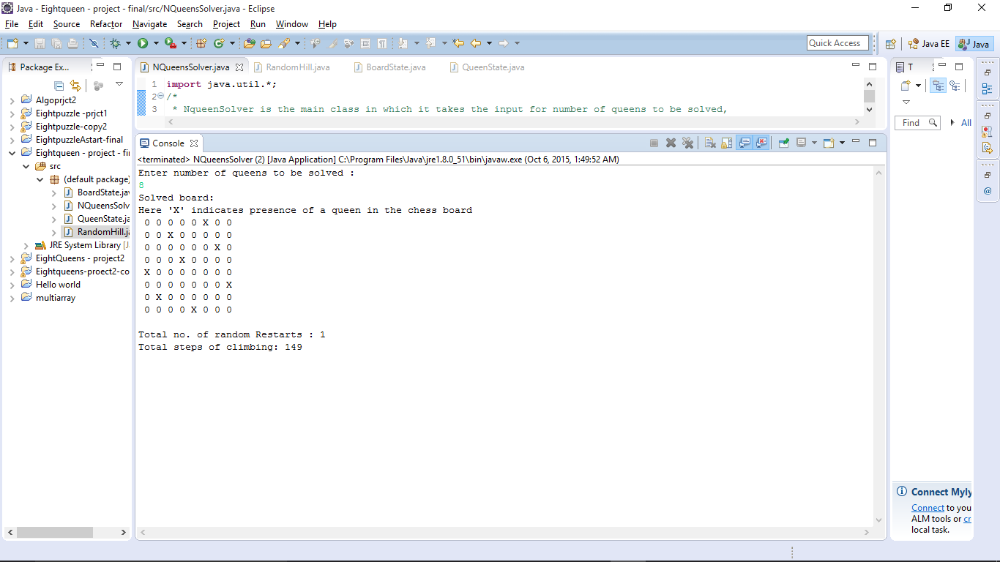 Java - Eightqueen - project - final/src/NQueensSolver.java - Eclipse
File Edit Source Refactor Navigate Search Project Run Window Help
Quick Access
Java EE
Java
Package Ex...
Algoprjct2
Eightpuzzle -prjct1
Eightpuzzle-copy2
EightpuzzleAstart-final
Eightqueen - project - fin
src
(default package)
BoardState.jav
NQueensSolv
QueenState.ja
RandomHill.ja
JRE System Library [J
EightQueens - project2
Eightqueens-proect2-co
Hello world
multiarray
NQueensSolver.java
RandomHill.java
BoardState.java
QueenState.java
1 import java.util.*;
2 /*
3 * NqueenSolver is the main class in which it takes the input for number of queens to be solved,
Console
<terminated> NQueensSolver (2) [Java Application] C:\Program Files\Java\jre1.8.0_51\bin\javaw.exe (Oct 6, 2015, 1:49:52 AM)
Enter number of queens to be solved :
8
Solved board:
Here 'X' indicates presence of a queen in the chess board
0 0 0 0 0 X 0 0
0 0 X 0 0 0 0 0
0 0 0 0 0 0 X 0
0 0 0 X 0 0 0 0
X 0 0 0 0 0 0 0
0 0 0 0 0 0 0 X
0 X 0 0 0 0 0 0
0 0 0 0 X 0 0 0
Total no. of random Restarts : 1
Total steps of climbing: 149
T
Find
All
Connect Myly
Connect to you
ALM tools or cr
local task.